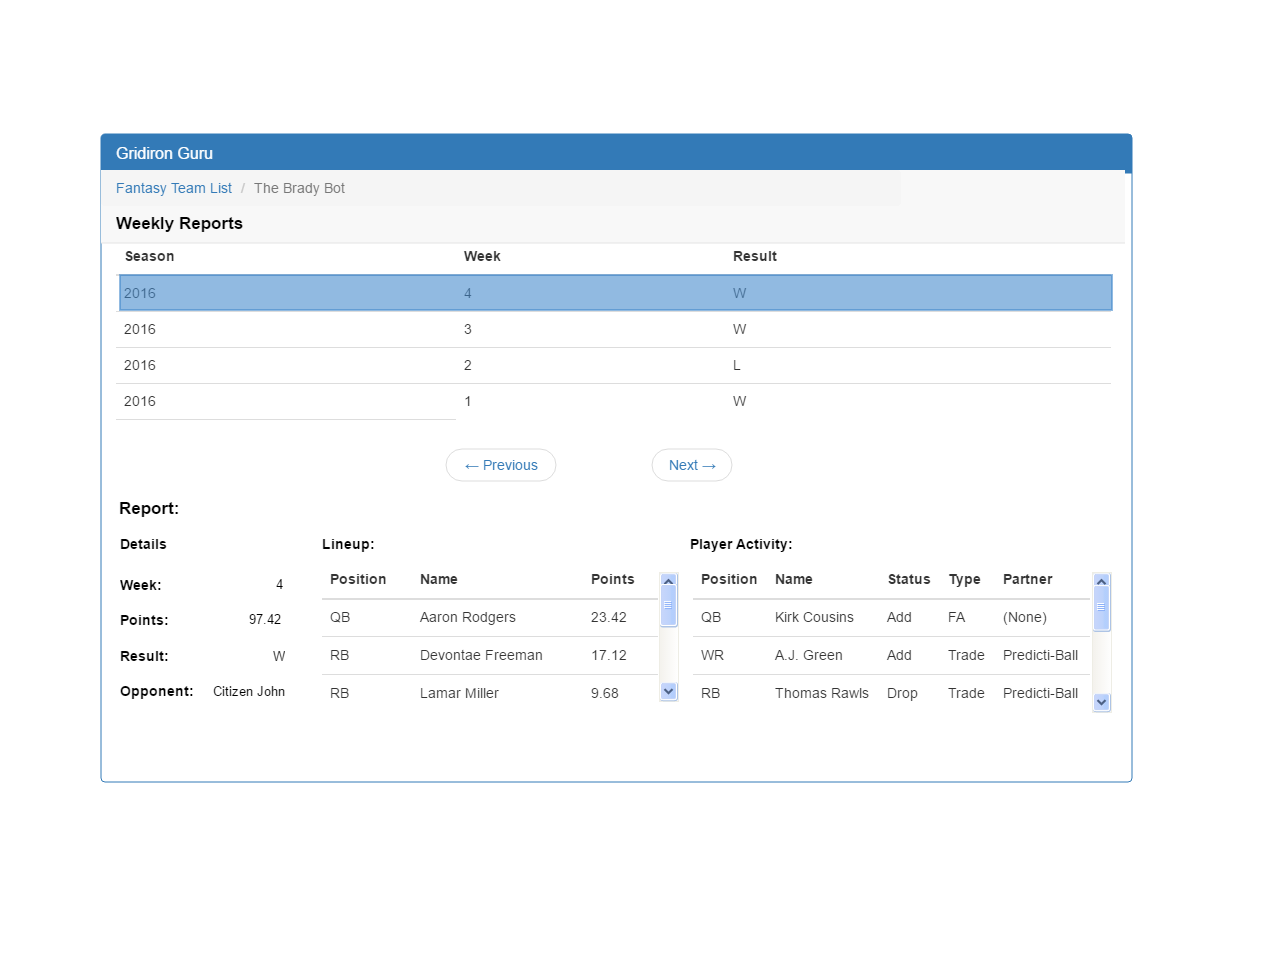 Gridiron Guru
Fantasy Team List / The Brady Bot
Weekly Reports
Season Week Result
2016 4 W
2016 3 W
2016 2 L
2016 1 W
← Previous Next →
Report:
Details Lineup: Player Activity:
Position Name Points Position Name Status Type Partner
Week: 4
QB Aaron Rodgers 23.42 QB Kirk Cousins Add FA (None)
Points: 97.42
RB Devontae Freeman 17.12 WR A.J. Green Add Trade Predicti-Ball
Result: W
RB Lamar Miller 9.68 RB Thomas Rawls Drop Trade Predicti-Ball
Opponent: Citizen John